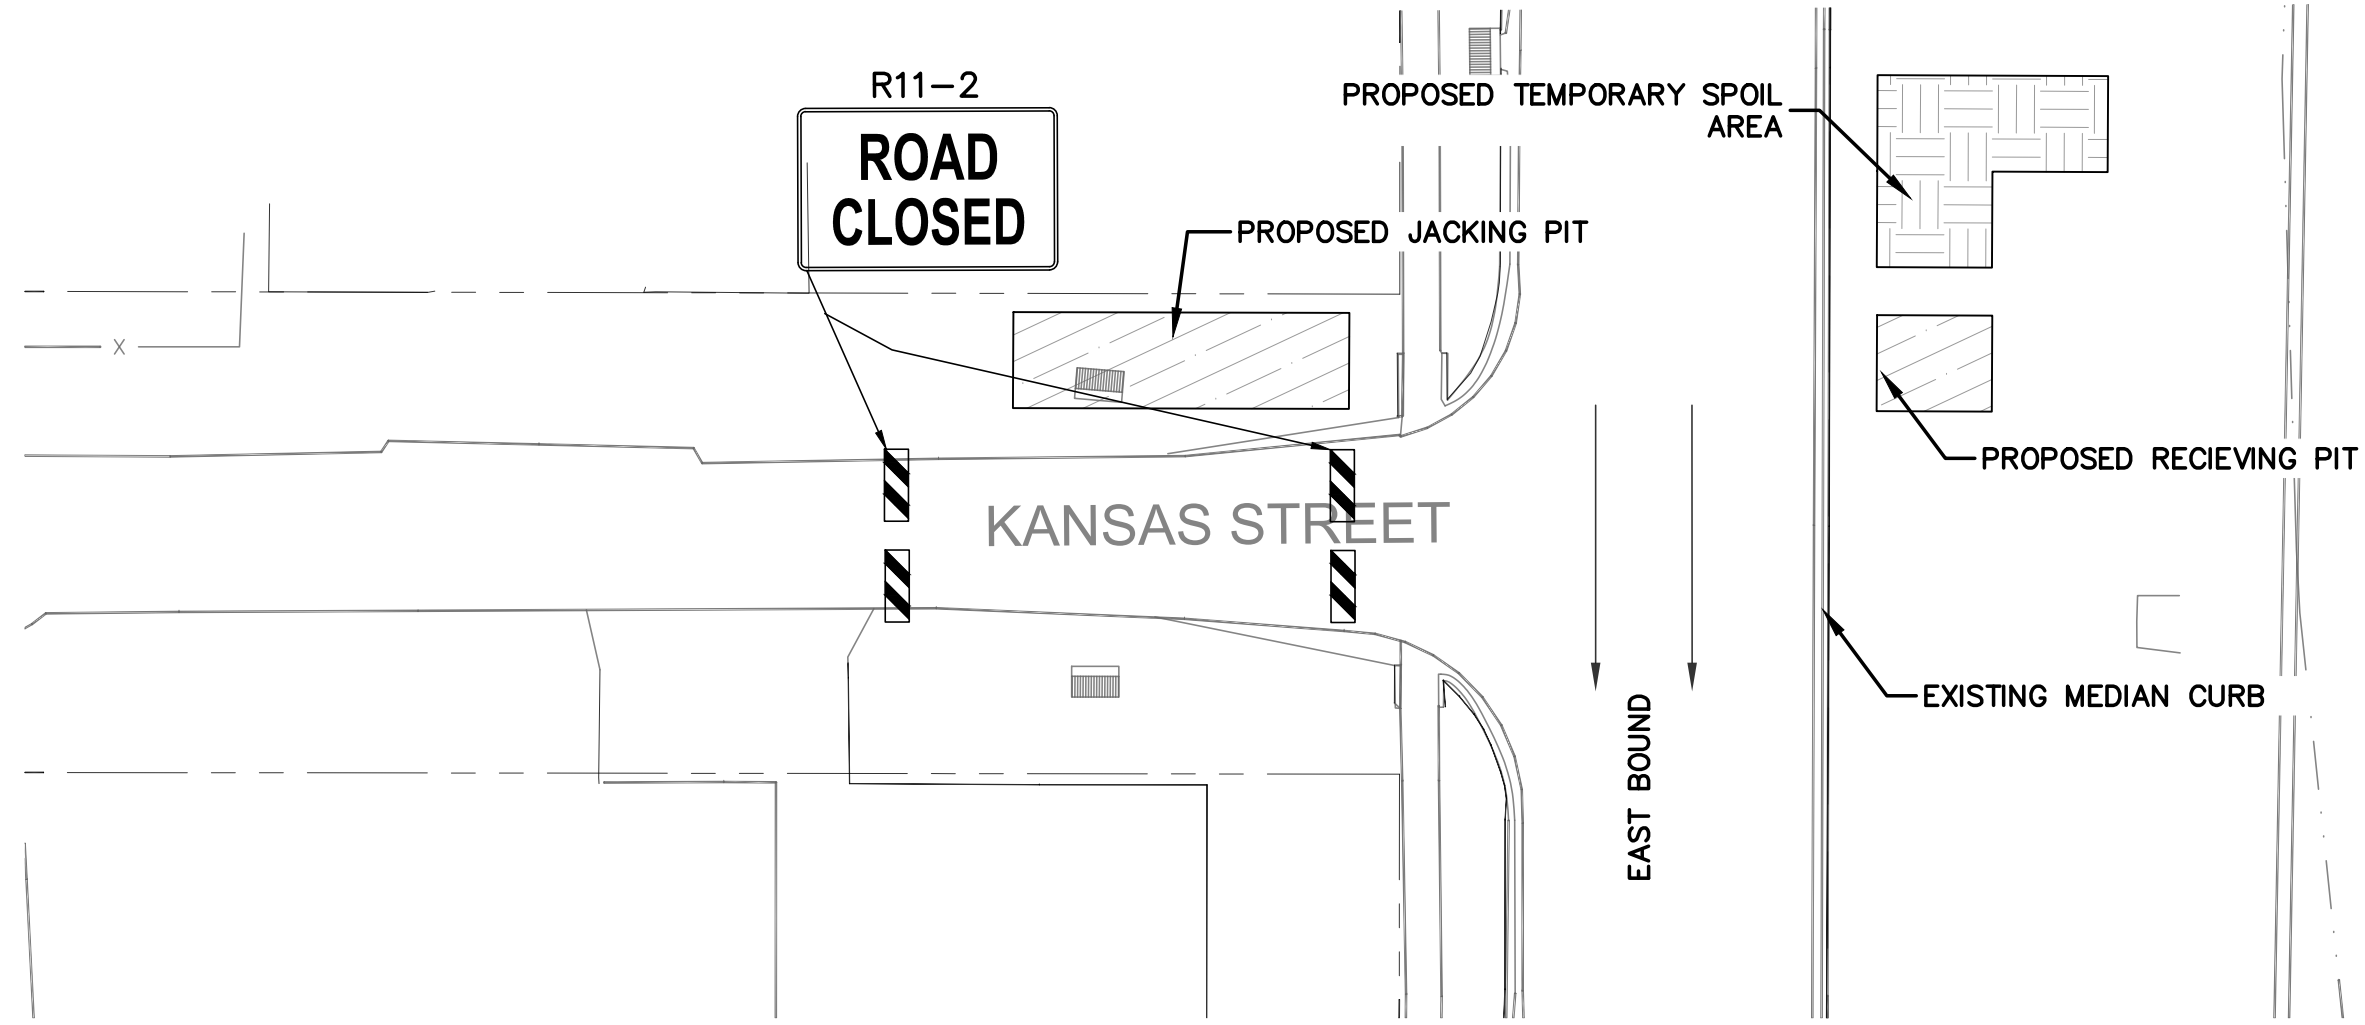 R11-2
ROAD
CLOSED
PROPOSED TEMPORARY SPOIL
AREA
PROPOSED JACKING PIT
X
PROPOSED RECIEVING PIT
KANSAS STREET
EXISTING MEDIAN CURB
EAST BOUND